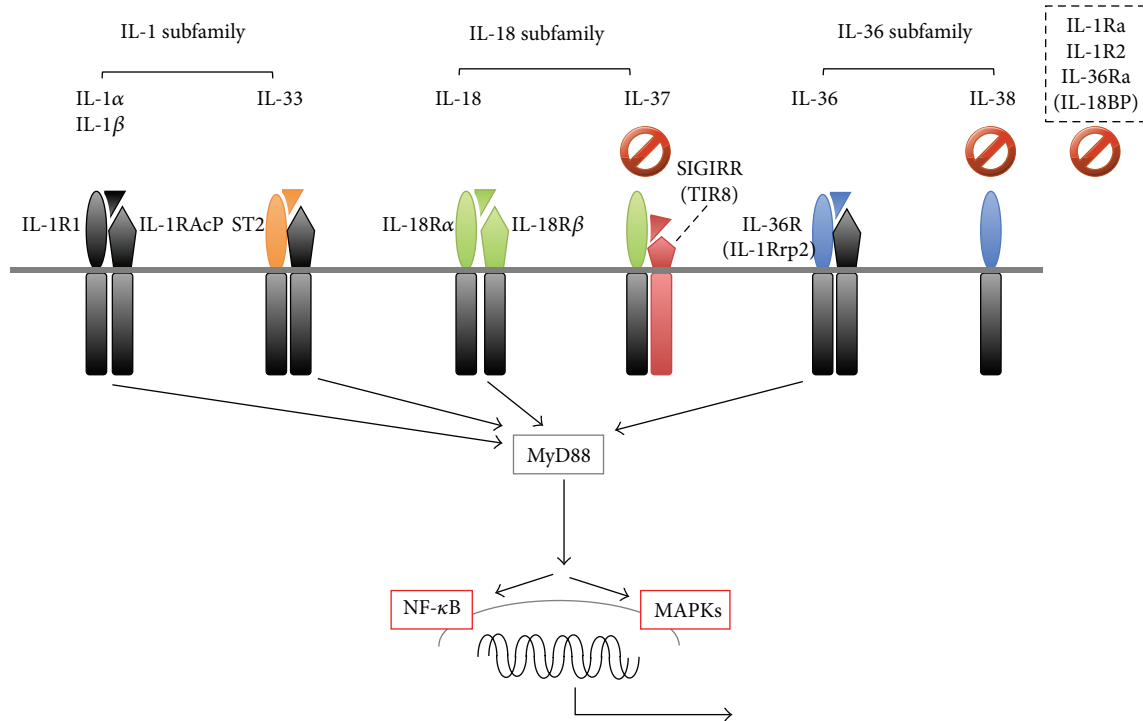 IL-1 subfamily
IL-18 subfamily
IL-36 subfamily
IL-1Ra
IL-1R2
IL-36Ra
(IL-18BP)
IL-1α
IL-1β
IL-33
IL-18
IL-37
IL-36
IL-38
SIGIRR
(TIR8)
IL-1R1
IL-1RAcP
ST2
IL-18Rα
IL-18Rβ
IL-36R
(IL-1Rrp2)
MyD88
NF-κB
MAPKs